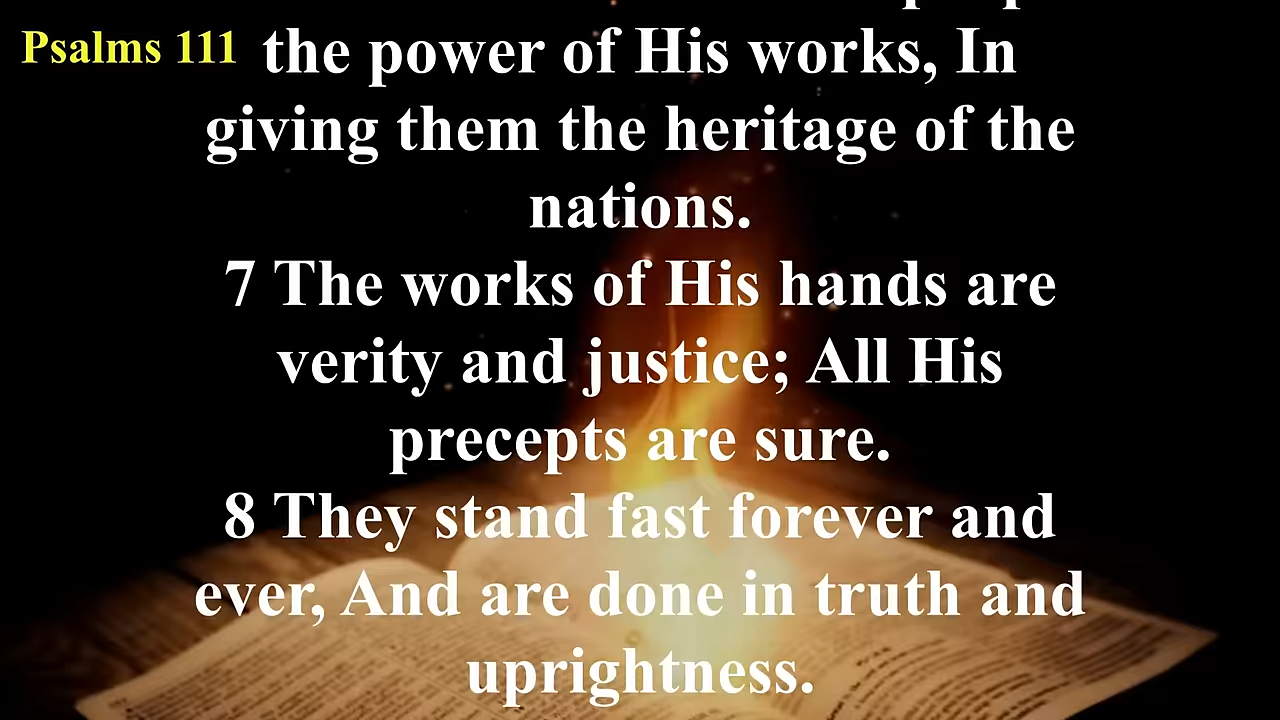 Psalms 111
the power of His works, In
giving them the heritage of the
nations.
7 The works of His hands are
verity and justice; All His
precepts are sure.
8 They stand fast forever and
ever, And are done in truth and
uprightness.